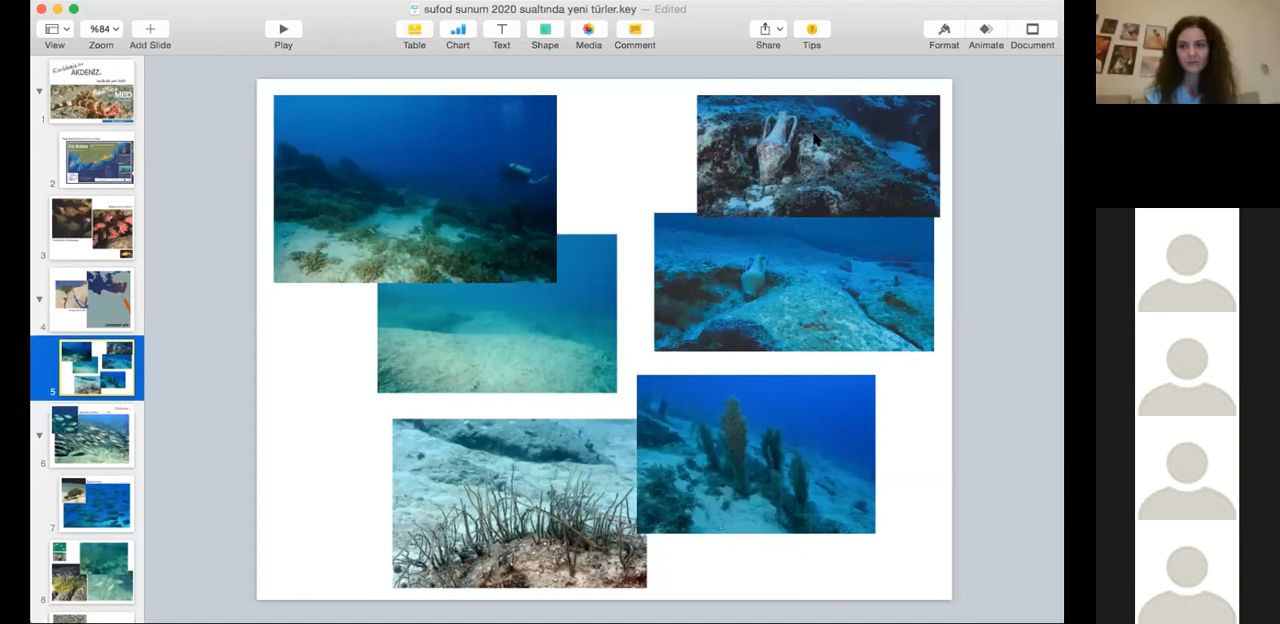 sufod sunum 2020 sualtında yeni türler.key — Edited
%84
View
Zoom
Add Slide
Play
Table
Chart
Text
Shape
Media
Comment
Share
Tips
Format
Animate
Document
AKDENİZ
MED
1
2
3
4
5
6
7
8